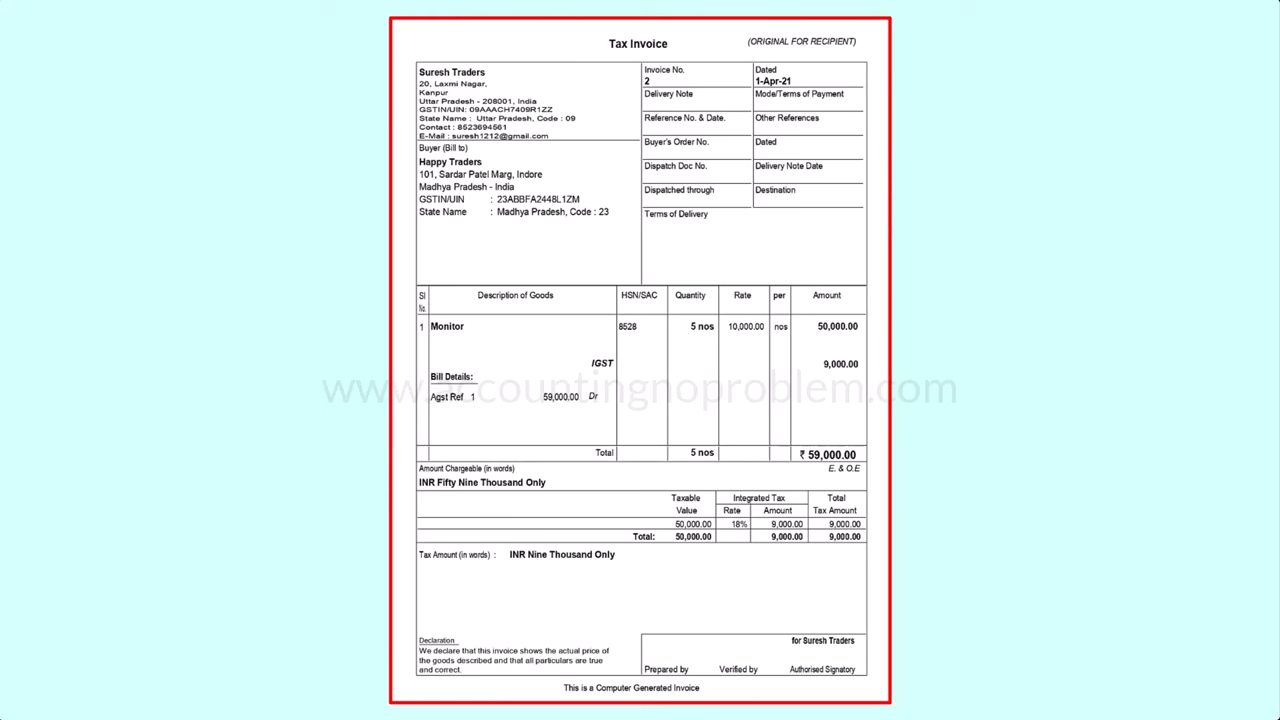 Tax Invoice
(ORIGINAL FOR RECIPIENT)
Suresh Traders
20, Laxmi Nagar,
Kanpur
Uttar Pradesh - 208001, India
GSTIN/UIN: 09AAACH7409R1ZZ
State Name : Uttar Pradesh, Code : 09
Contact : 8523694561
E-Mail : suresh1212@gmail.com
Buyer (Bill to)
Happy Traders
101, Sardar Patel Marg, Indore
Madhya Pradesh - India
GSTIN/UIN : 23ABBFA2448L1ZM
State Name : Madhya Pradesh, Code : 23
Invoice No. Dated
2 1-Apr-21
Delivery Note Mode/Terms of Payment
Reference No. & Date. Other References
Buyer's Order No. Dated
Dispatch Doc No. Delivery Note Date
Dispatched through Destination
Terms of Delivery
Sl No. Description of Goods HSN/SAC Quantity Rate per Amount
1 Monitor 8528 5 nos 10,000.00 nos 50,000.00
IGST 9,000.00
Bill Details:
Agst Ref 1 59,000.00 Dr
www.accountingnoproblem.com
Total 5 nos ₹ 59,000.00
Amount Chargeable (in words) E. & O.E
INR Fifty Nine Thousand Only
Taxable Value Integrated Tax Total Tax Amount
Rate Amount
50,000.00 18% 9,000.00 9,000.00
Total: 50,000.00 9,000.00 9,000.00
Tax Amount (in words) : INR Nine Thousand Only
Declaration
We declare that this invoice shows the actual price of
the goods described and that all particulars are true
and correct.
for Suresh Traders
Prepared by Verified by Authorised Signatory
This is a Computer Generated Invoice